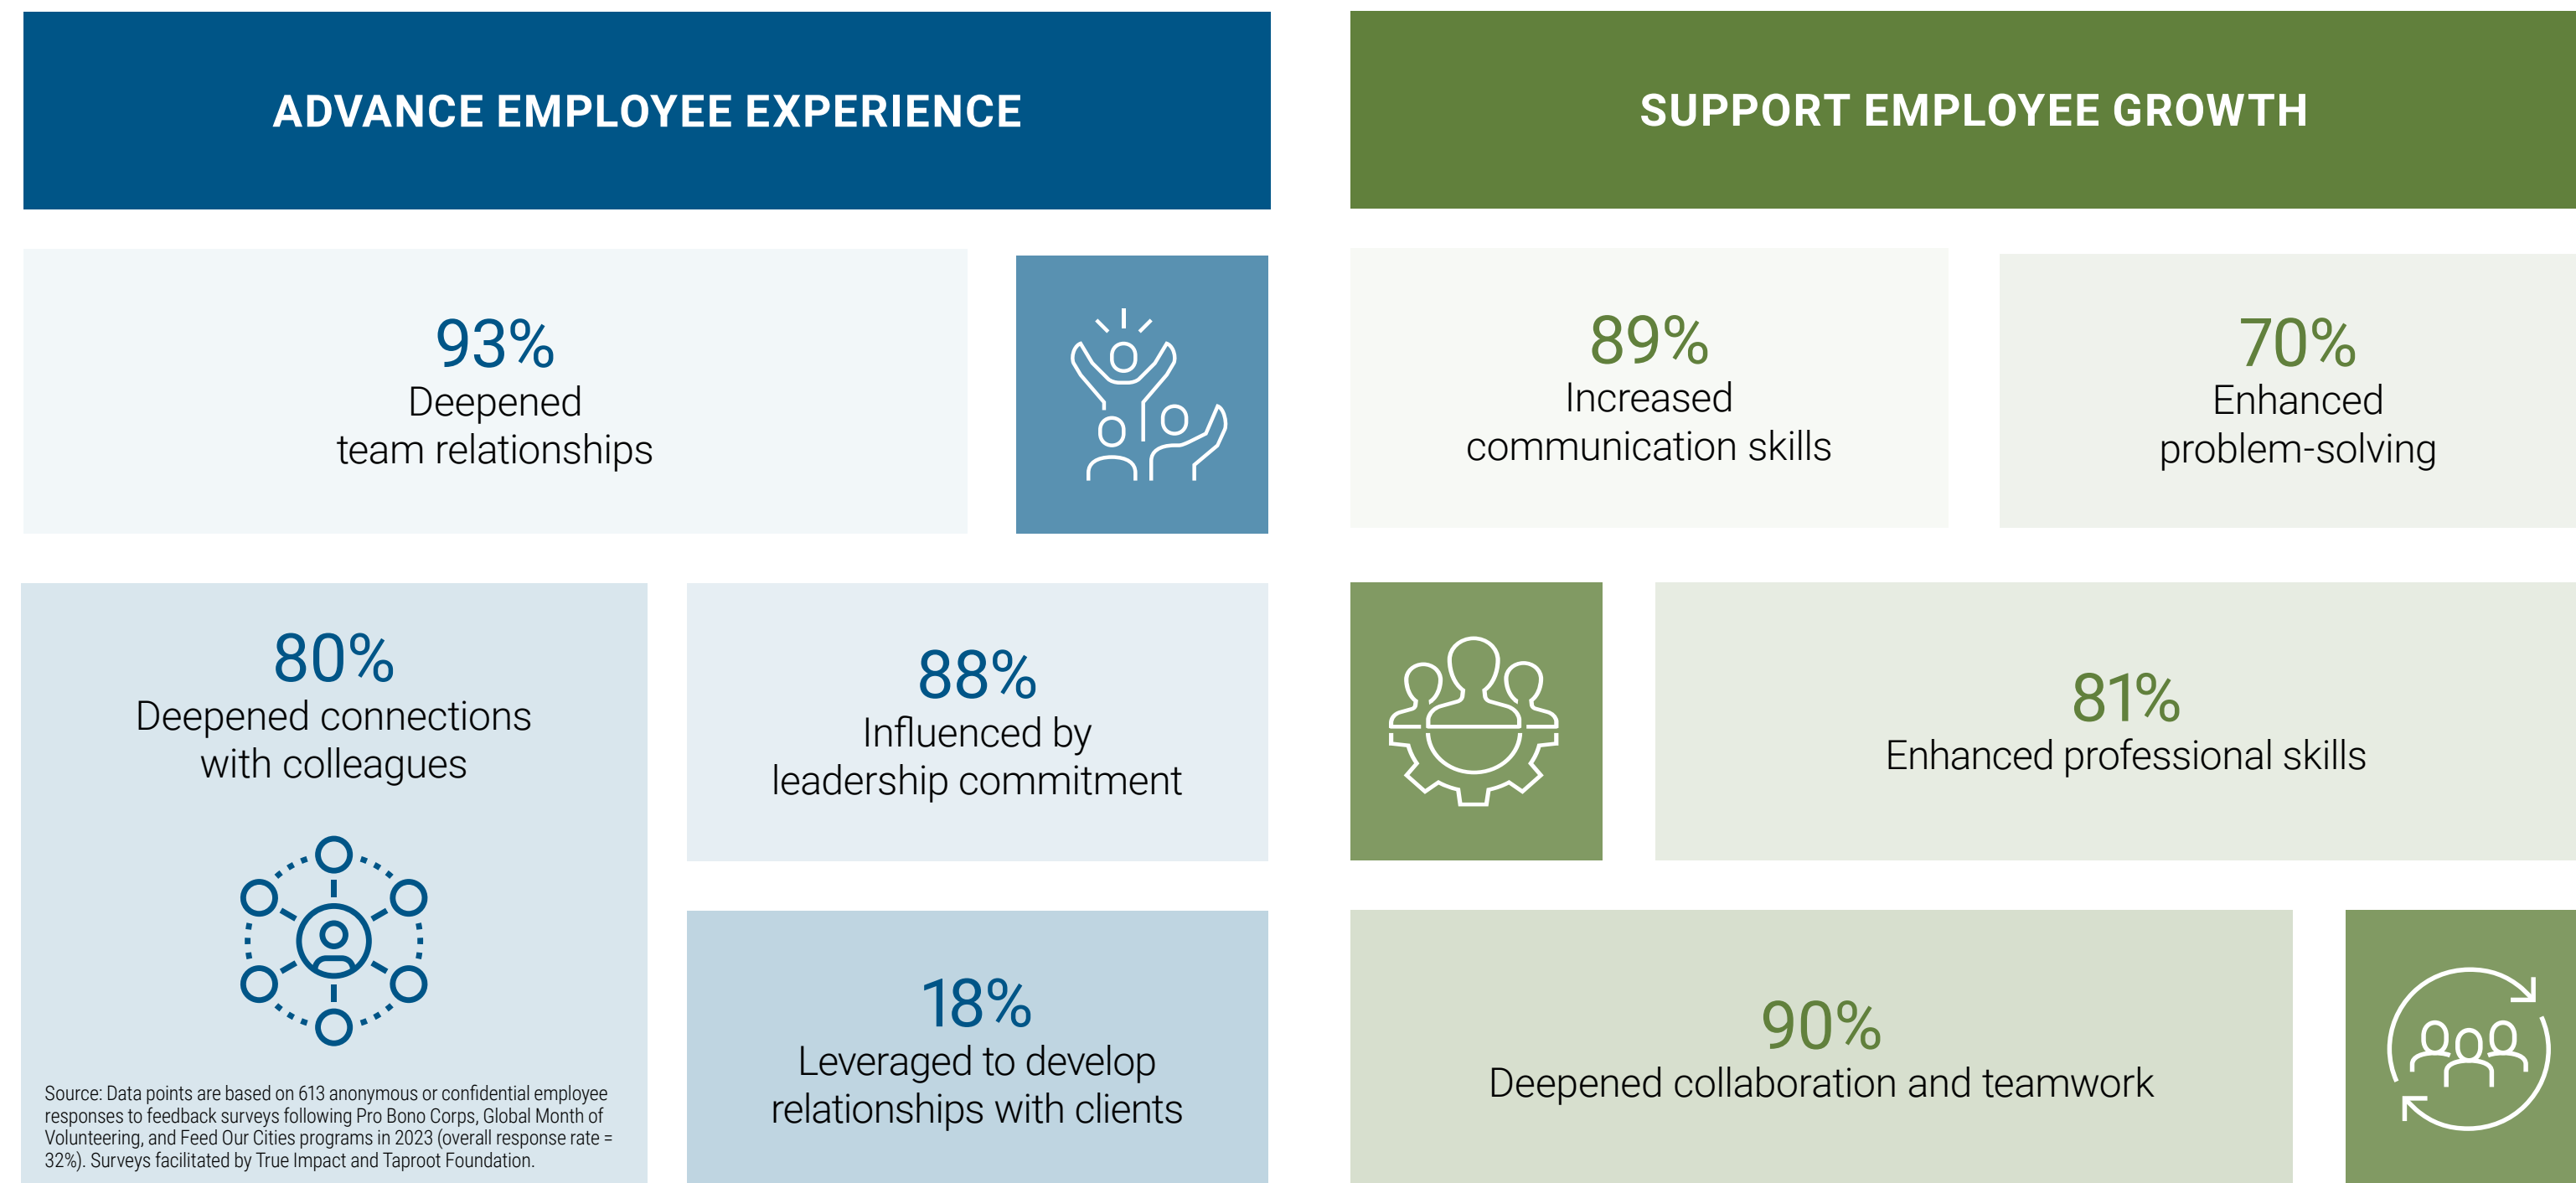 ADVANCE EMPLOYEE EXPERIENCE
93%
Deepened
team relationships
80%
Deepened connections
with colleagues
Source: Data points are based on 613 anonymous or confidential employee
responses to feedback surveys following Pro Bono Corps, Global Month of
Volunteering, and Feed Our Cities programs in 2023 (overall response rate =
32%). Surveys facilitated by True Impact and Taproot Foundation.
88%
Influenced by
leadership commitment
18%
Leveraged to develop
relationships with clients
SUPPORT EMPLOYEE GROWTH
89%
Increased
communication skills
70%
Enhanced
problem-solving
81%
Enhanced professional skills
90%
Deepened collaboration and teamwork